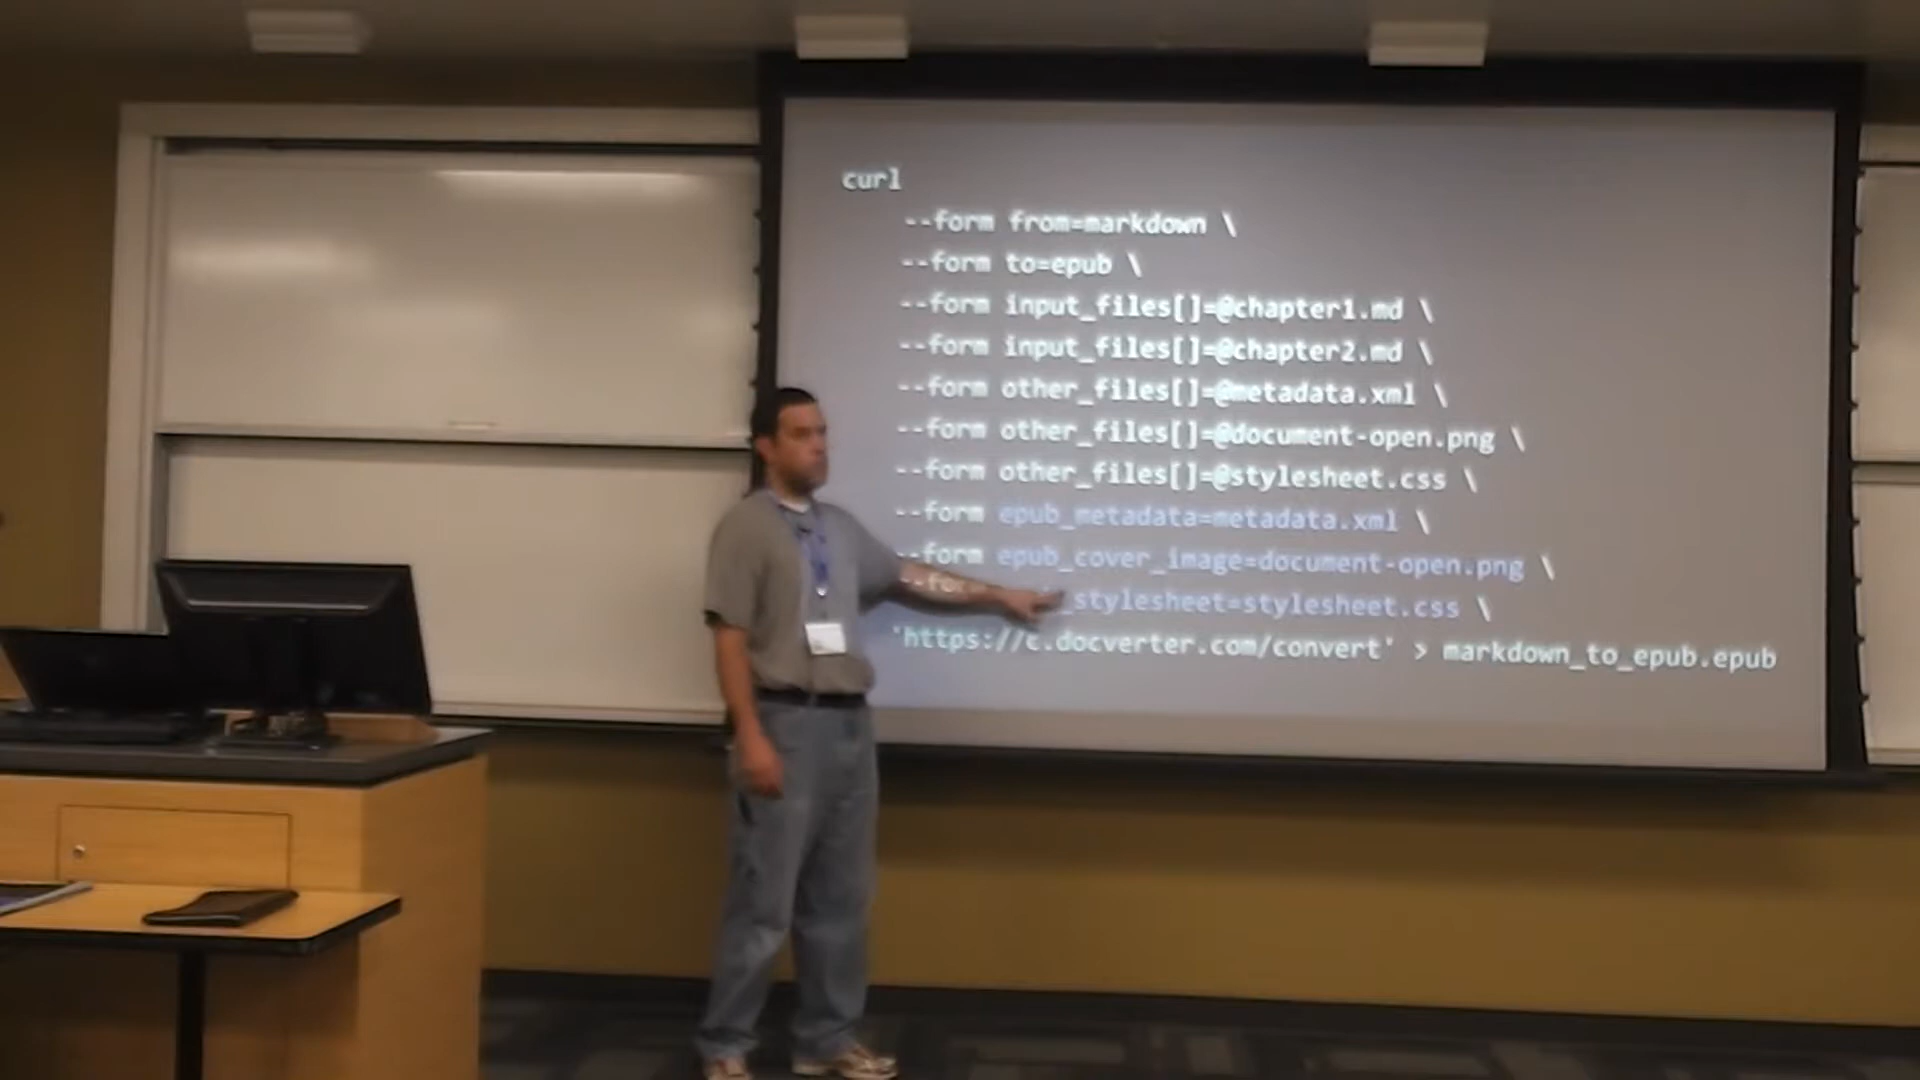 curl
--form from=markdown \
--form to=epub \
--form input_files[]=@chapter1.md \
--form input_files[]=@chapter2.md \
--form other_files[]=@metadata.xml \
--form other_files[]=@document-open.png \
--form other_files[]=@stylesheet.css \
--form epub_metadata=metadata.xml \
--form epub_cover_image=document-open.png \
_stylesheet=stylesheet.css \
'https://c.docverter.com/convert' > markdown_to_epub.epub